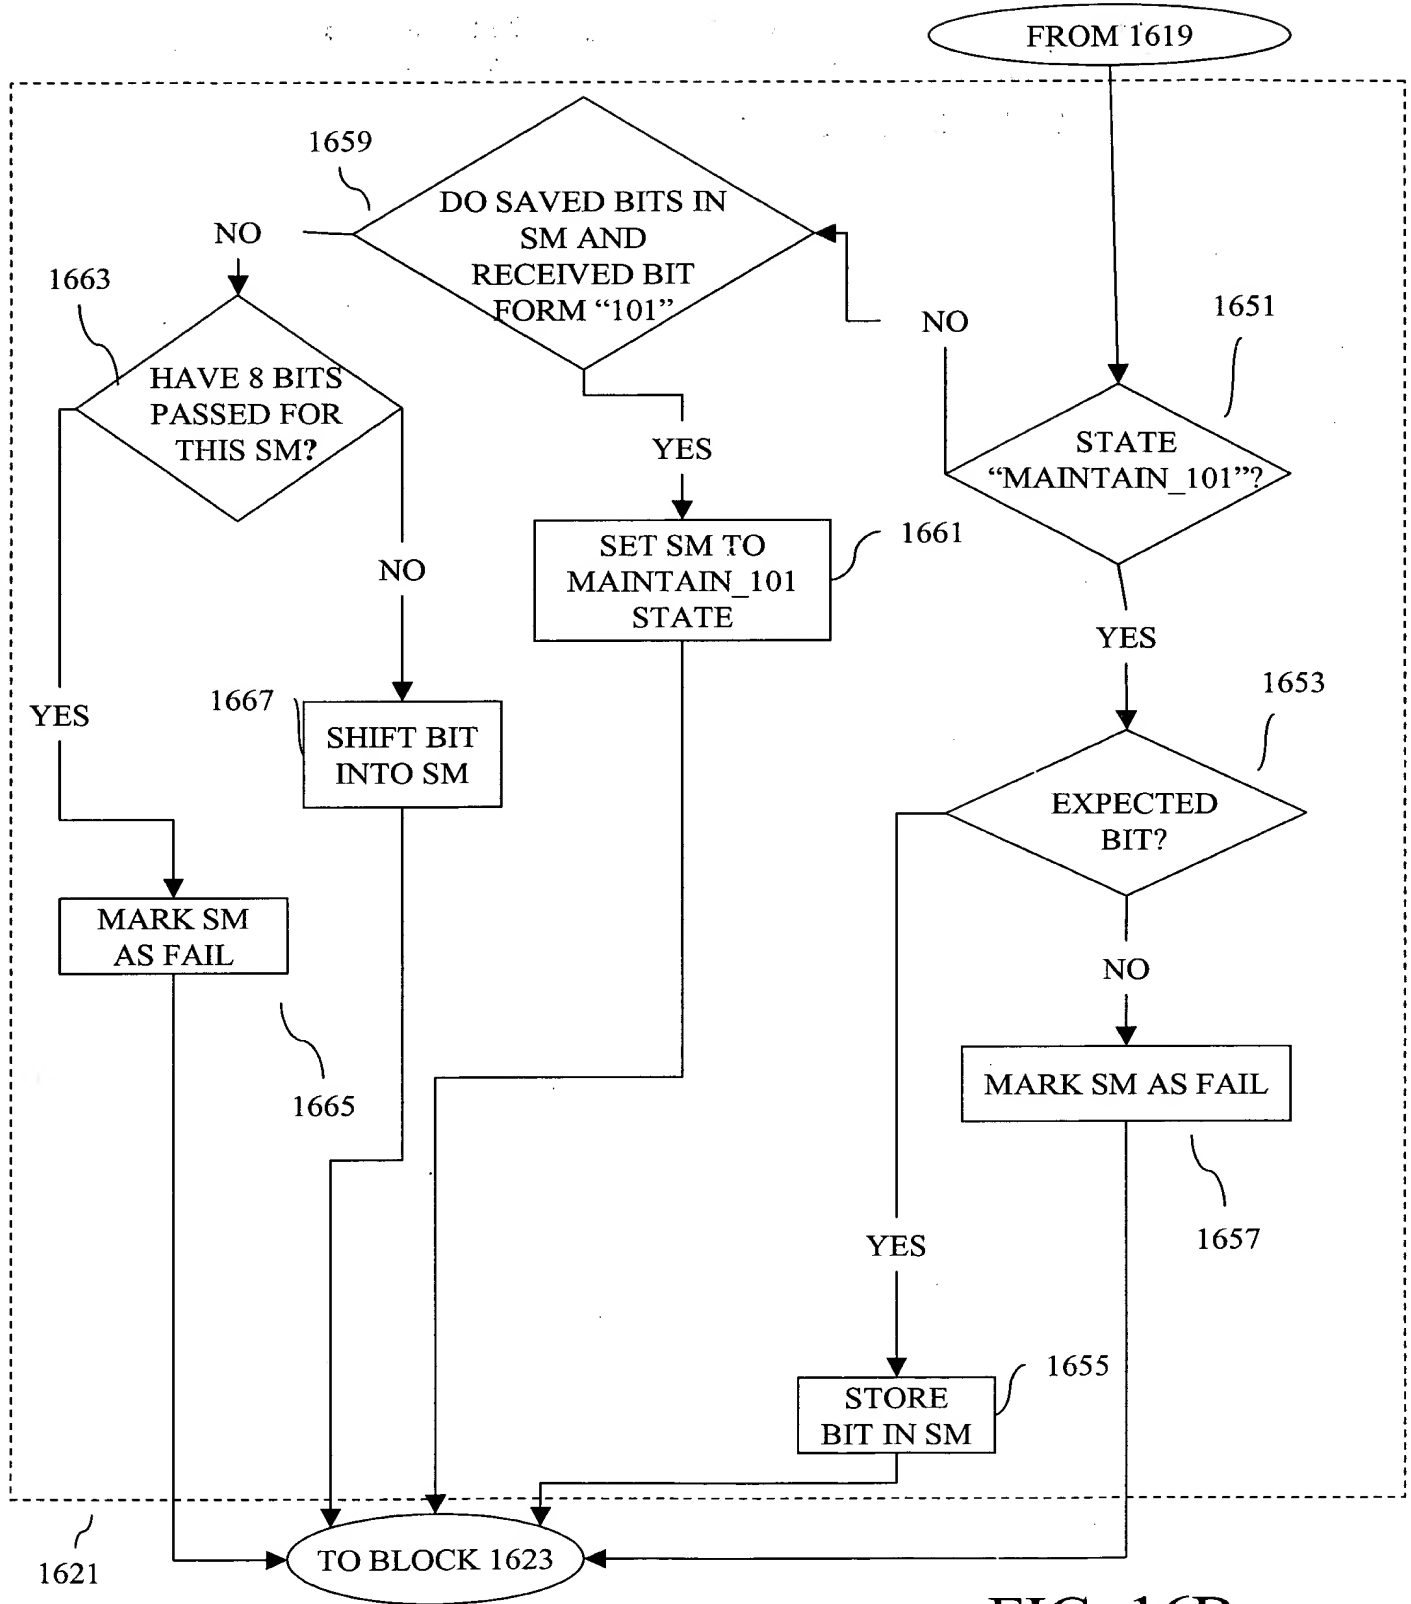 FROM 1619
1659
DO SAVED BITS IN
SM AND
RECEIVED BIT
FORM “101”
NO
1663
HAVE 8 BITS
PASSED FOR
THIS SM?
NO
1651
STATE
“MAINTAIN_101”?
YES
SET SM TO
MAINTAIN_101
STATE
1661
NO
YES
1653
1667
YES
SHIFT BIT
INTO SM
EXPECTED
BIT?
MARK SM
AS FAIL
NO
MARK SM AS FAIL
1665
1657
YES
1655
STORE
BIT IN SM
1621
TO BLOCK 1623
FIG. 16B